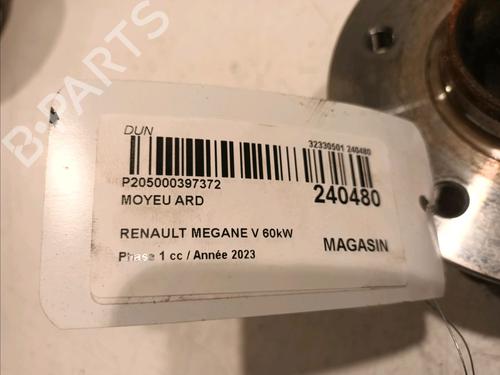 B-PARTS
DUN
32330501 240480
P205000397372
240480
MOYEU ARD
RENAULT MEGANE V 60kW
MAGASIN
Phase 1 cc / Année 2023